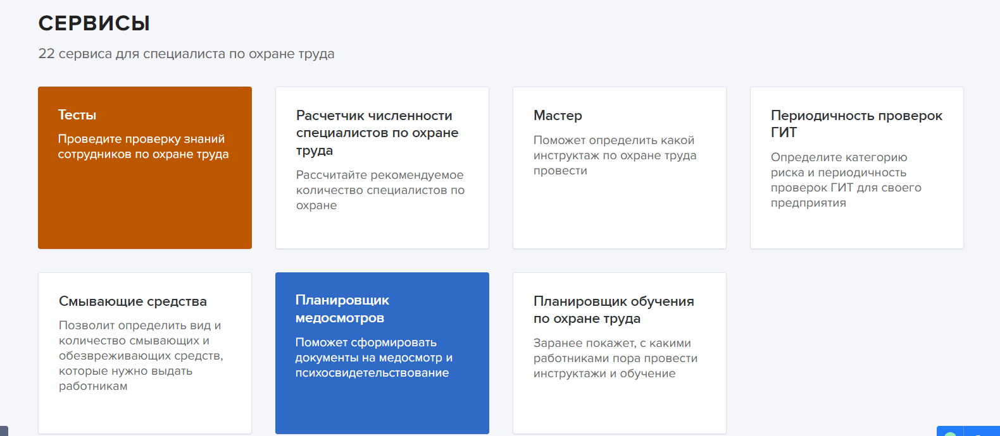 СЕРВИСЫ
22 сервиса для специалиста по охране труда
Тесты
Проведите проверку знаний
сотрудников по охране труда
Расчетчик численности
специалистов по охране
труда
Рассчитайте рекомендуемое
количество специалистов по
охране
Мастер
Поможет определить какой
инструктаж по охране труда
провести
Периодичность проверок
ГИТ
Определите категорию
риска и периодичность
проверок ГИТ для своего
предприятия
Смывающие средства
Позволит определить вид и
количество смывающих и
обезвреживающих средств,
которые нужно выдать
работникам
Планировщик
медосмотров
Поможет сформировать
документы на медосмотр и
психосвидетельствование
Планировщик обучения
по охране труда
Заранее покажет, с какими
работниками пора провести
инструктажи и обучение